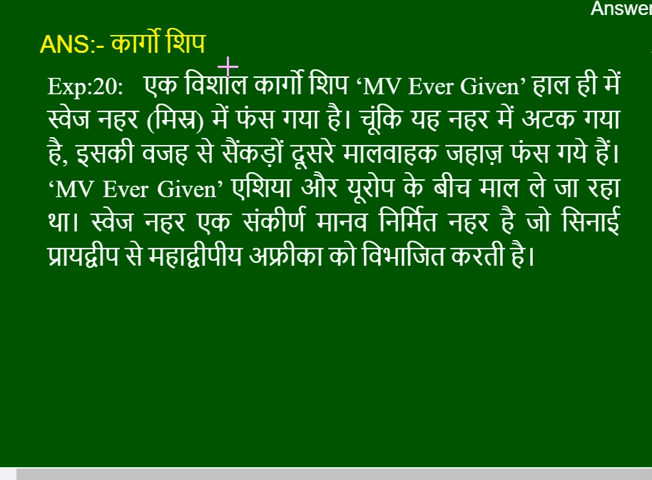 Answer
ANS:- कार्गो शिप
Exp:20: एक विशाल कार्गो शिप ‘MV Ever Given’ हाल ही में
स्वेज नहर (मिस्र) में फंस गया है। चूंकि यह नहर में अटक गया
है, इसकी वजह से सैंकड़ों दूसरे मालवाहक जहाज़ फंस गये हैं।
‘MV Ever Given’ एशिया और यूरोप के बीच माल ले जा रहा
था। स्वेज नहर एक संकीर्ण मानव निर्मित नहर है जो सिनाई
प्रायद्वीप से महाद्वीपीय अफ्रीका को विभाजित करती है।